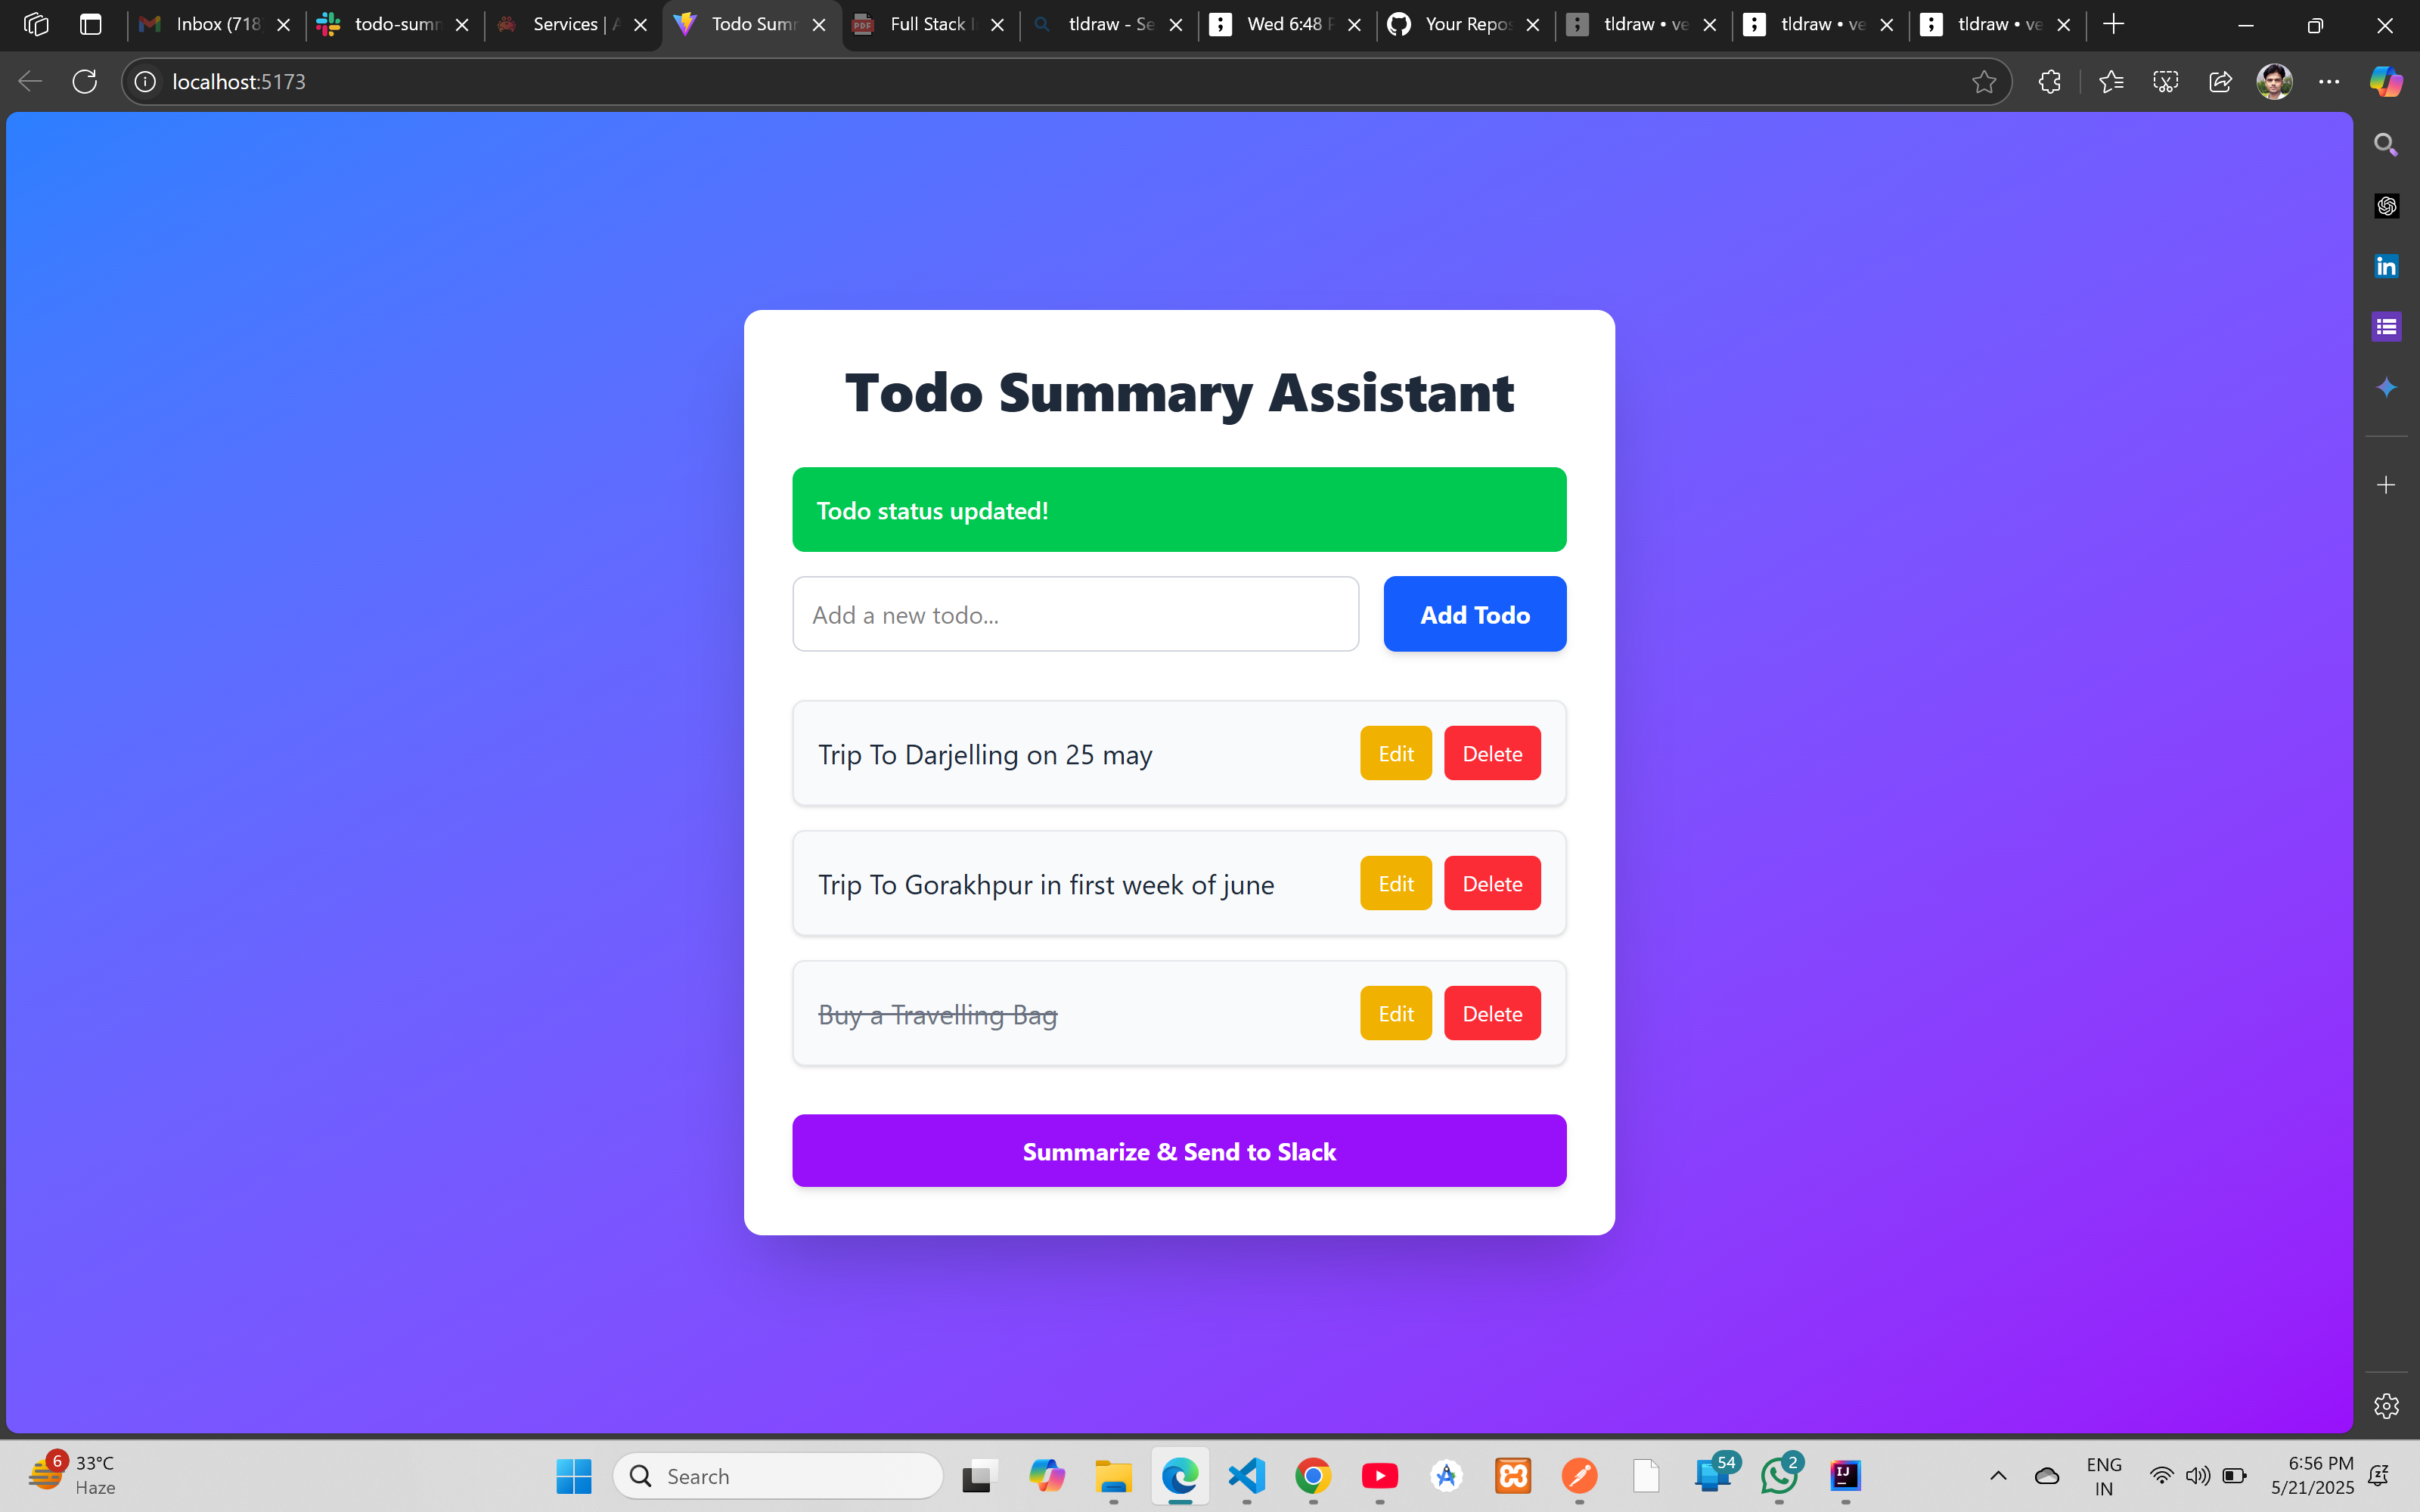 Inbox (718
todo-sumn
Services | A
Todo Sum
Full Stack I
tldraw - Se
Wed 6:48 P
Your Repos
tldraw • ve
tldraw • ve
tldraw • ve
localhost:5173
Todo Summary Assistant
Todo status updated!
Add a new todo...
Add Todo
Trip To Darjelling on 25 may
Edit
Delete
Trip To Gorakhpur in first week of june
Edit
Delete
Buy a Travelling Bag
Edit
Delete
Summarize & Send to Slack
6
33°C
Haze
Search
54
2
ENG
IN
6:56 PM
5/21/2025